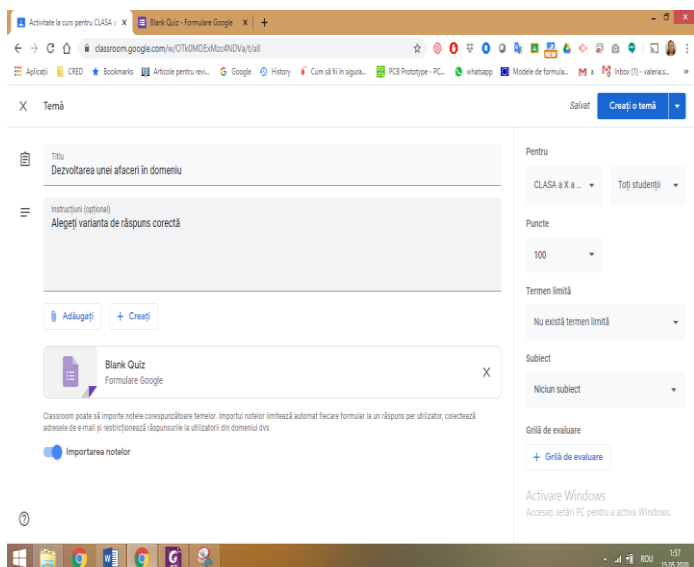 Activitate la curs pentru CLASA a X
Blank Quiz - Formulare Google X
classroom.google.com/w/OTk0MDExMzc4NDVa/t/all
Aplicații CRED Bookmarks Articole pentru revi... G Google History Cum să fii în sigura... PCB Prototype - PC... whatsapp Modele de formula... a Inbox (1) - valeria.s... »
X Temă Salvat Creați o temă
Titlu
Dezvoltarea unei afaceri în domeniu
Instrucțiuni (opțional)
Alegeți varianta de răspuns corectă
Adăugați + Creați
Blank Quiz
Formulare Google
X
Classroom poate să importe notele corespunzătoare temelor. Importul notelor limitează automat fiecare formular la un răspuns per utilizator, colectează
adresele de e-mail și restricționează răspunsurile la utilizatorii din domeniul dvs.
Importarea notelor
Pentru
CLASA a X a ... Toți studenții
Puncte
100
Termen limită
Nu există termen limită
Subiect
Niciun subiect
Grilă de evaluare
+ Grilă de evaluare
Activare Windows
Accesați setări PC pentru a activa Windows.
ROU 1:57
15.05.2020